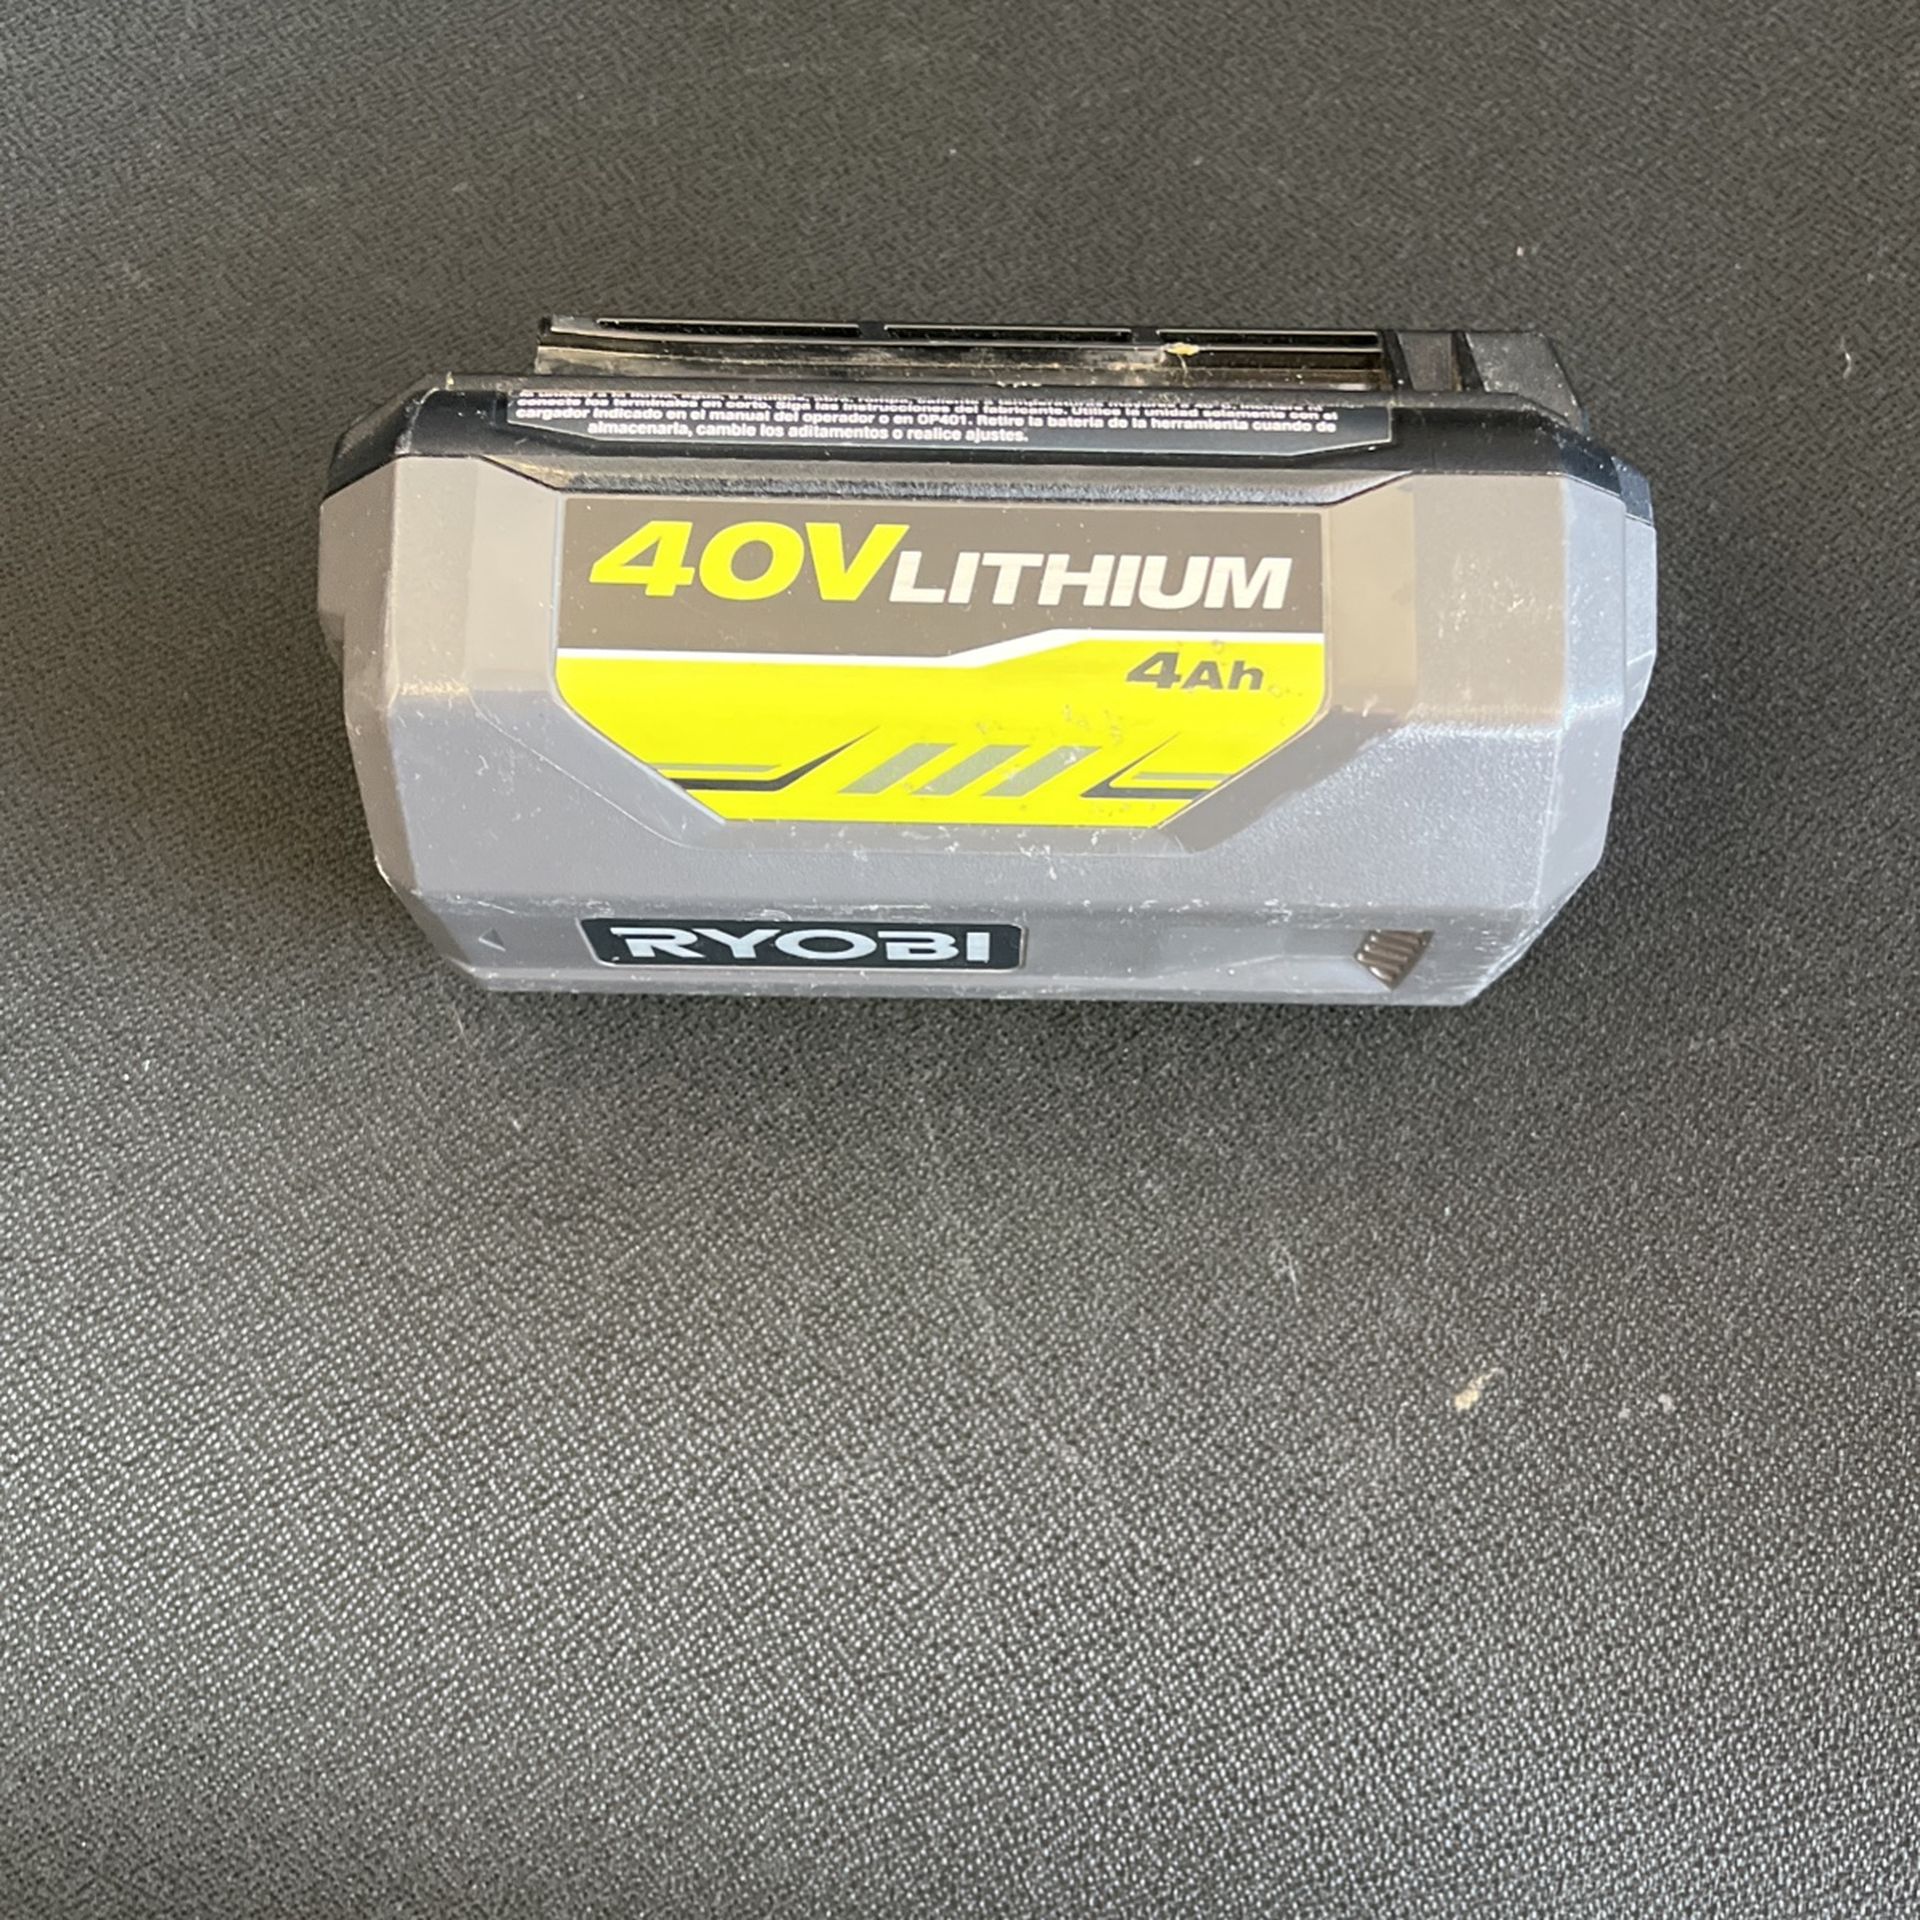 conecte los terminales en corto. Siga las instrucciones del fabricante. Utilice la unidad solamente con el
cargador indicado en el manual del operador o en OP401. Retire la batería de la herramienta cuando de
almacenarla, cambie los aditamentos o realice ajustes.
40V LITHIUM
4Ah
RYOBI